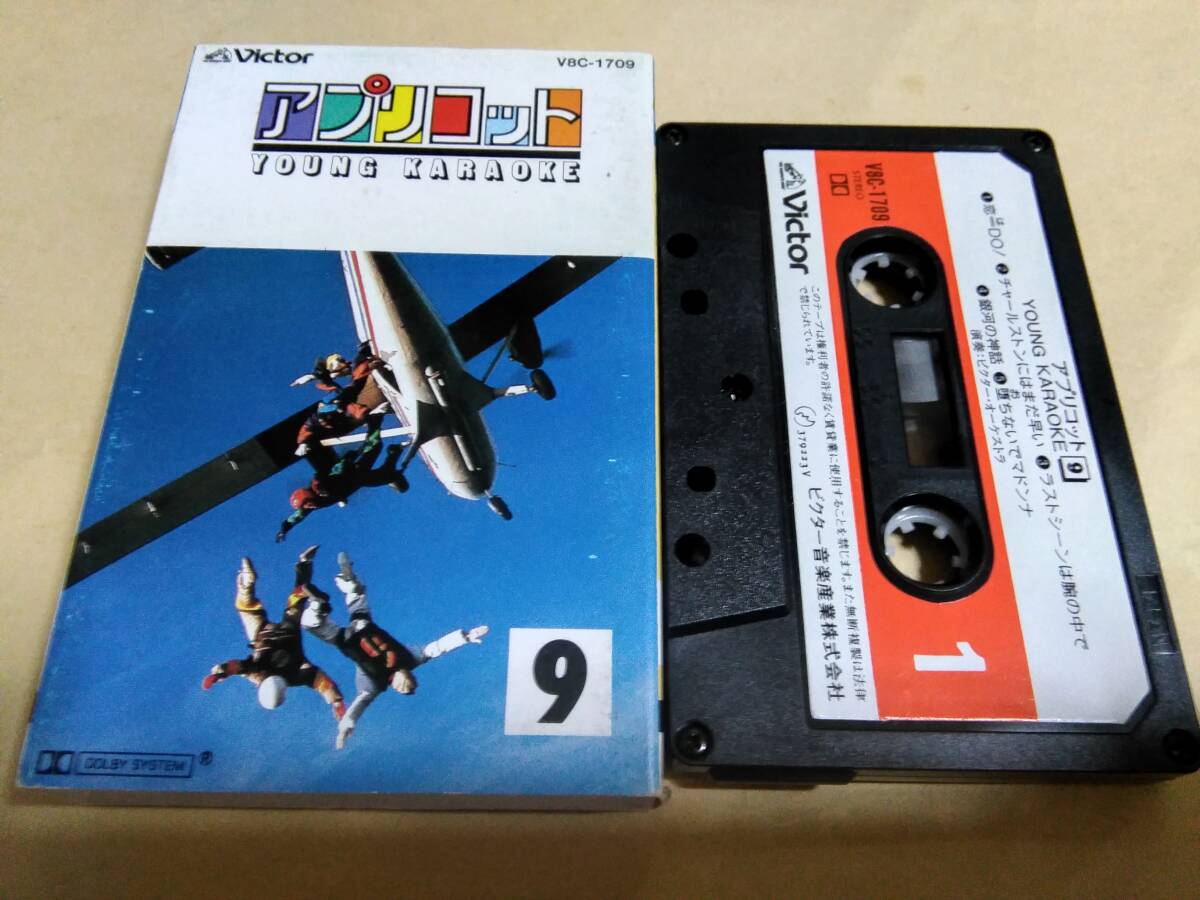 Victor
V8C-1709
アプリコット
YOUNG KARAOKE
9
DOLBY SYSTEM ®
アプリコット 9
YOUNG KARAOKE
❶恋はDO! ❷チャールストンにはまだ早い ❸ラストシーンは腕の中で
❹銀河の神話 ❺堕ちないでマドンナ
お
演奏:ビクター・オーケストラ
V8C-1709
STEREO
Victor
1
このテープは権利者の許諾なく賃貸業に使用することを禁じます。また無断複製は法律
で禁じられています。
379223V
ビクター音楽産業株式会社